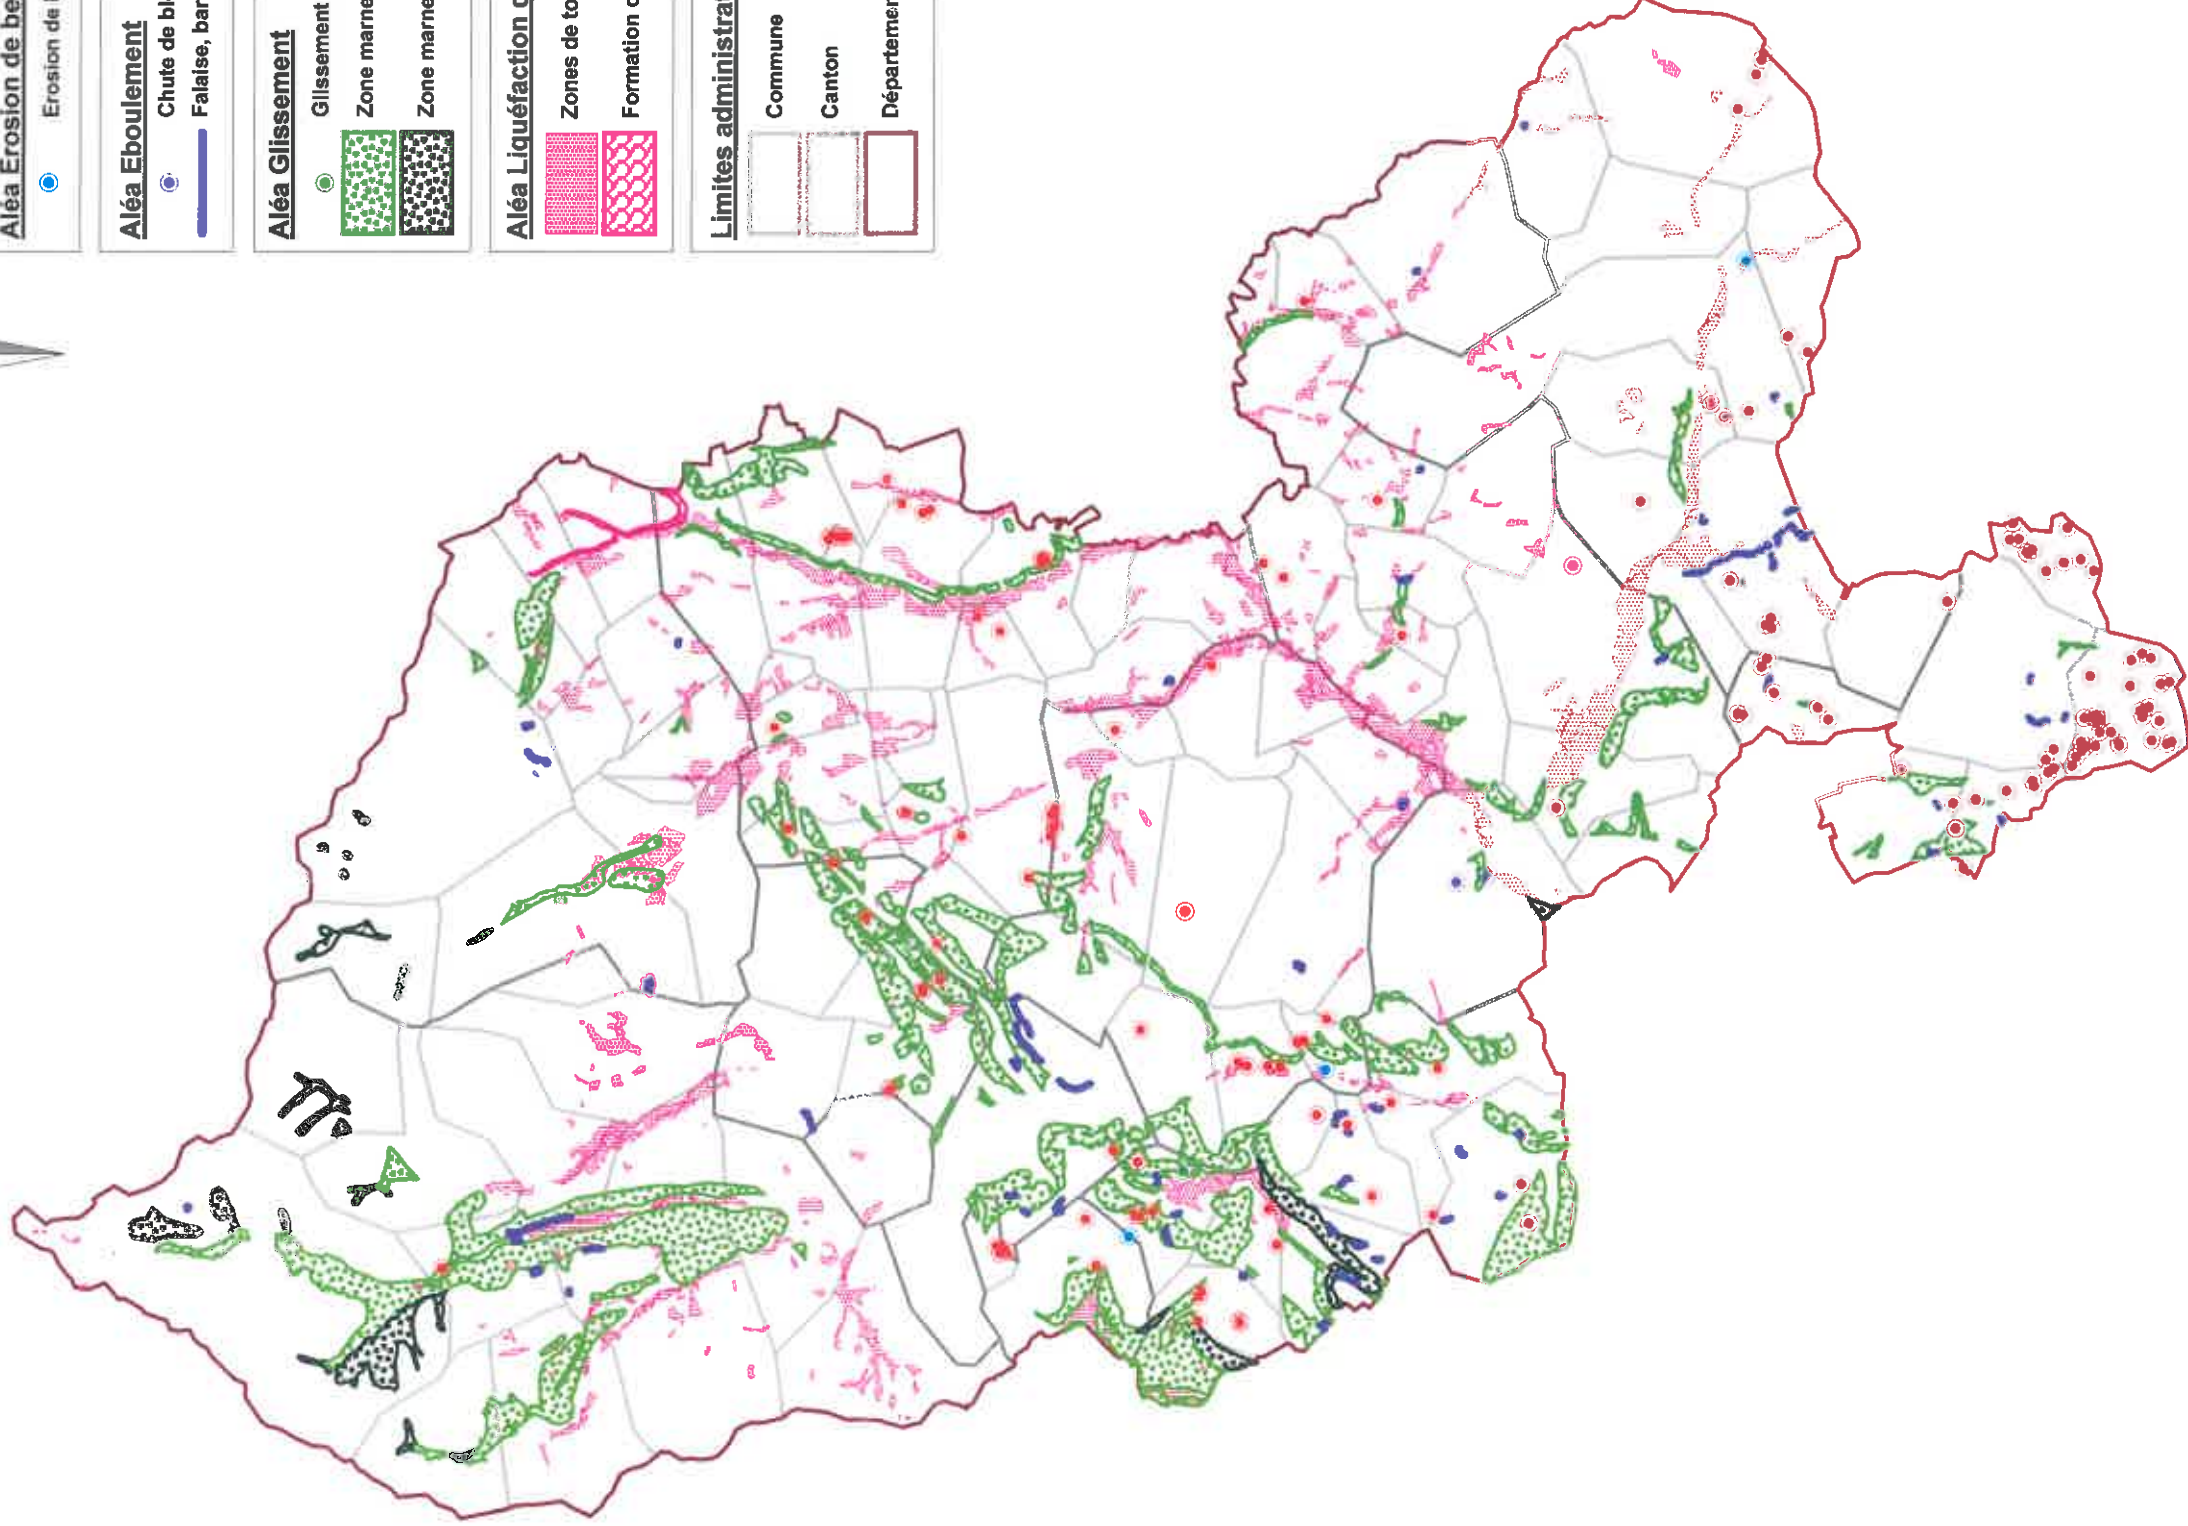 Aléa Erosion de be
Erosion de
Aléa Eboulement
Chute de bl
Falaise, bar
Aléa Glissement
Glissement
Zone marne
Zone marne
Aléa Liquéfaction
Zones de to
Formation
Limites administrat
Commune
Canton
Départemen